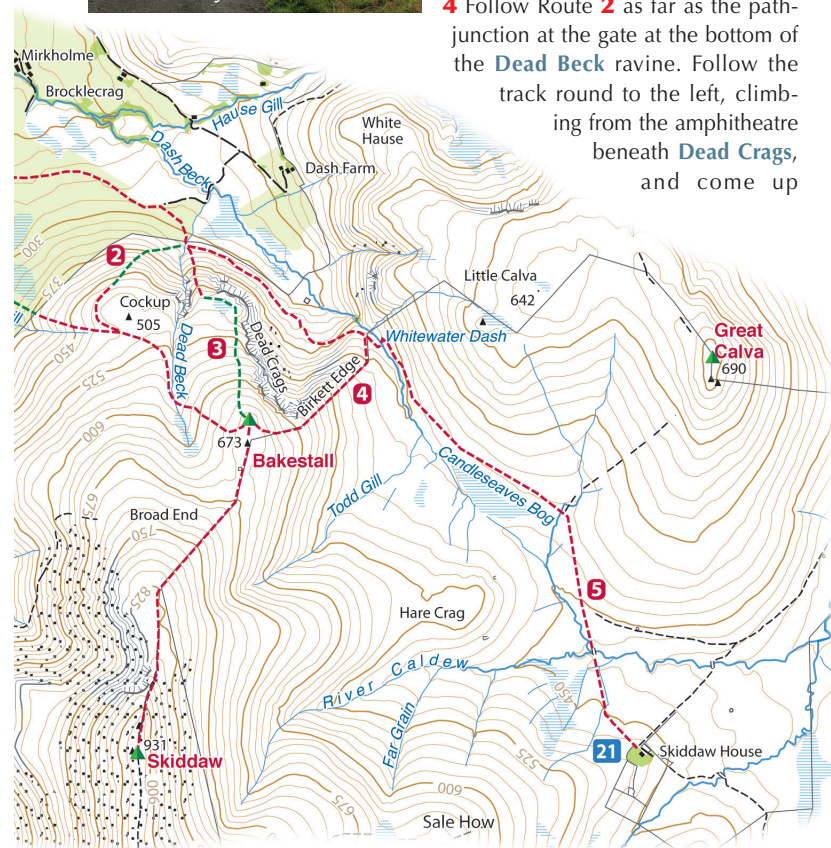 4 Follow Route 2 as far as the path-
junction at the gate at the bottom of
the Dead Beck ravine. Follow the
track round to the left, climb-
ing from the amphitheatre
beneath Dead Crags,
and come up
Mirkholme
Brocklecrag
Hause Gill
White
Hause
Dash Beck
Dash Farm
300
375
2
Cockup
505
450
525
600
Dead Beck
3
Dead Crags
Birkett Edge
4
Little Calva
642
Whitewater Dash
Great
Calva
690
673
Bakestall
Candleseaves Bog
Todd Gill
675
Broad End
750
825
5
Hare Crag
River Caldew
Far Grain
450
525
21
Skiddaw House
931
Skiddaw
900
600
675
Sale How